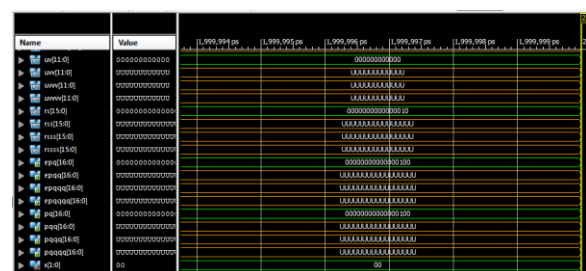 2
1,999,994 ps 1,999,995 ps 1,999,996 ps 1,999,997 ps 1,999,998 ps 1,999,999 ps 2
Name Value
uv[11:0] 000000000000 000000000000
uvv[11:0] UUUUUUUUUUUU UUUUUUUUUUUU
uvvv[11:0] UUUUUUUUUUUU UUUUUUUUUUUU
uvvvv[11:0] UUUUUUUUUUUU UUUUUUUUUUUU
rs[15:0] 0000000000000010
rss[15:0] UUUUUUUUUUUUUUUU
rsss[15:0] UUUUUUUUUUUUUUUU
rssss[15:0] UUUUUUUUUUUUUUUU
epq[16:0] 00000000000000100
epqq[16:0] UUUUUUUUUUUUUUUUU
epqqq[16:0] UUUUUUUUUUUUUUUUU
epqqqq[16:0] UUUUUUUUUUUUUUUUU
pq[16:0] 00000000000000100
pqq[16:0] UUUUUUUUUUUUUUUUU
pqqq[16:0] UUUUUUUUUUUUUUUUU
pqqqq[16:0] UUUUUUUUUUUUUUUUU
x[1:0] 00 00